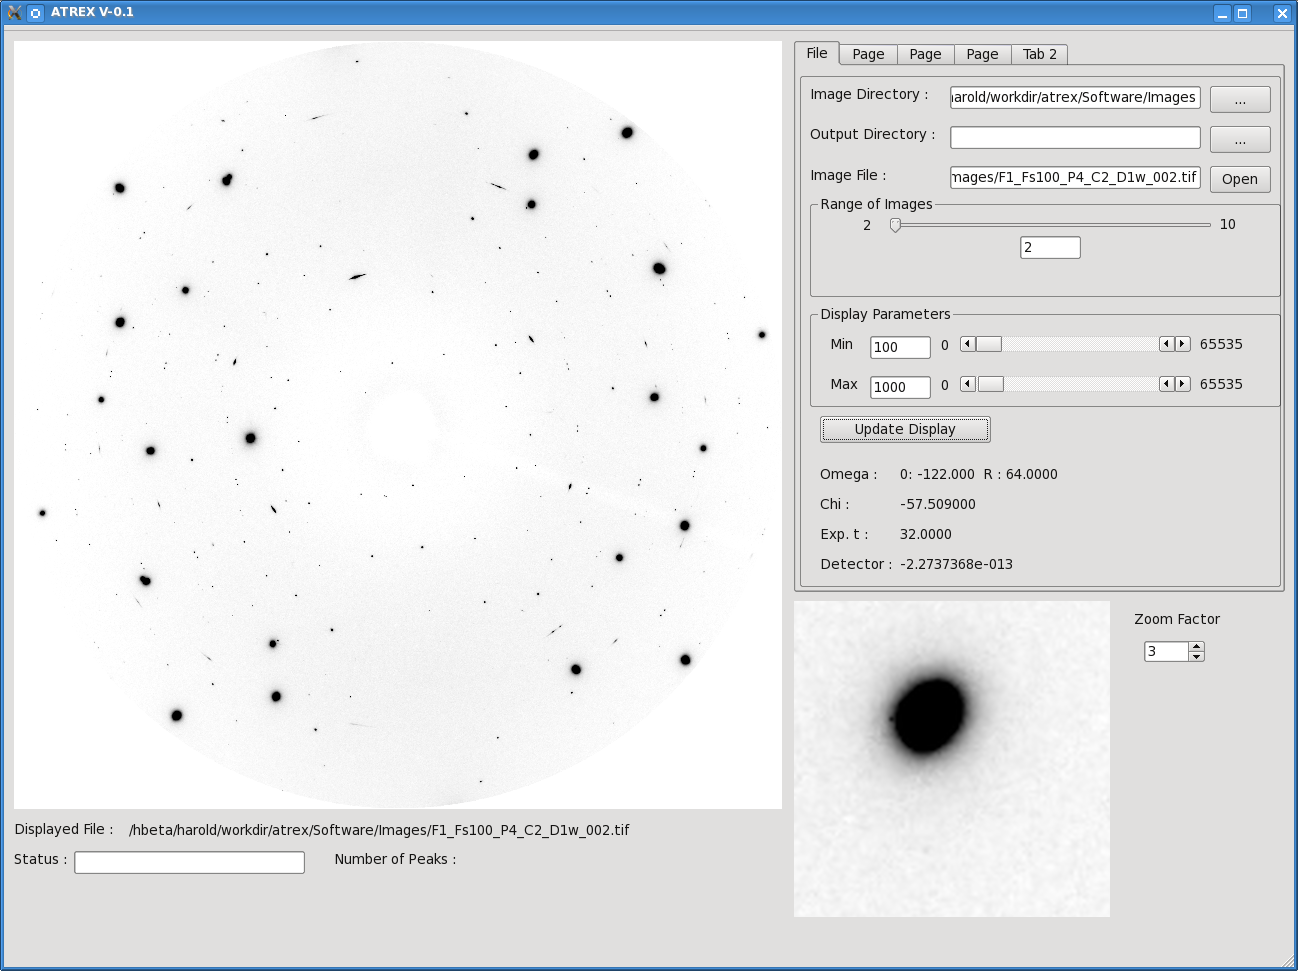 ATREX V-0.1
File Page Page Page Tab 2
Image Directory : arold/workdir/atrex/Software/Images ...
Output Directory : ...
Image File : mages/F1_Fs100_P4_C2_D1w_002.tif Open
Range of Images
2 10
2
Display Parameters
Min 100 0 65535
Max 1000 0 65535
Update Display
Omega : 0: -122.000 R : 64.0000
Chi : -57.509000
Exp. t : 32.0000
Detector : -2.2737368e-013
Zoom Factor
3
Displayed File : /hbeta/harold/workdir/atrex/Software/Images/F1_Fs100_P4_C2_D1w_002.tif
Status : Number of Peaks :